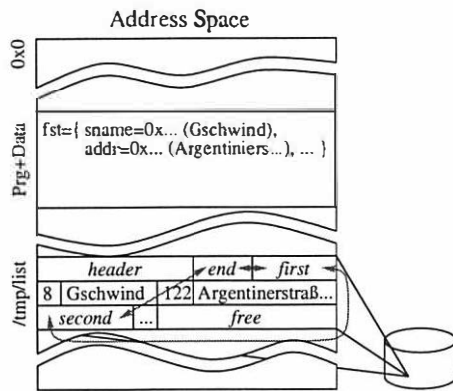 Address Space
0x0
Prg+Data
fst={ sname=0x... (Gschwind),
addr=0x... (Argentiniers...), ... }
/tmp/list
header end first
8 Gschwind 122 Argentinerstraß...
second ... free